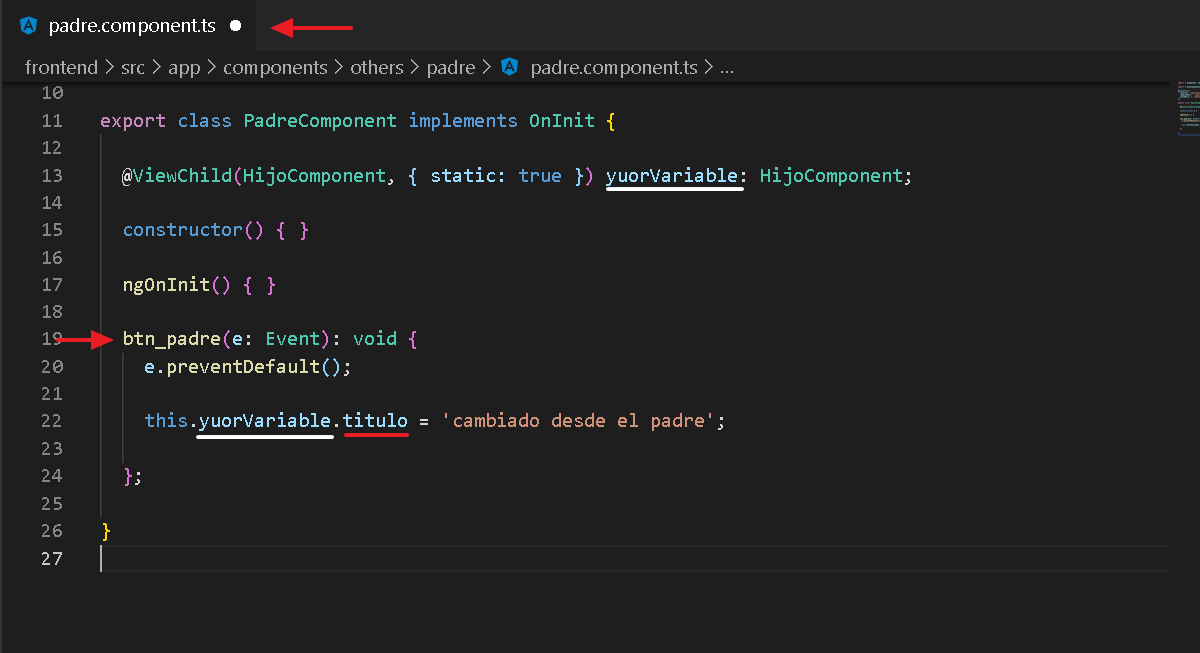 padre.component.ts
frontend > src > app > components > others > padre > padre.component.ts > ...
10
11 export class PadreComponent implements OnInit {
12
13 @ViewChild(HijoComponent, { static: true }) yuorVariable: HijoComponent;
14
15 constructor() { }
16
17 ngOnInit() { }
18
19 btn_padre(e: Event): void {
20 e.preventDefault();
21
22 this.yuorVariable.titulo = 'cambiado desde el padre';
23
24 };
25
26 }
27